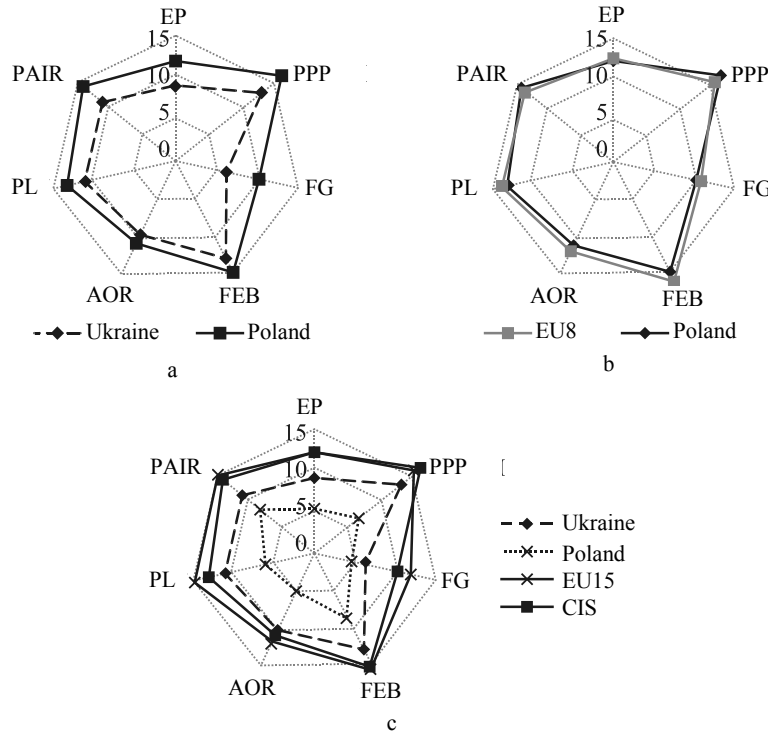 EP
15
10
5
0
PAIR
PPP
PL
FG
AOR
FEB
Ukraine
Poland
a
EP
15
10
5
0
PAIR
PPP
PL
FG
AOR
FEB
EU8
Poland
b
EP
15
10
5
0
PAIR
PPP
PL
FG
AOR
FEB
Ukraine
Poland
EU15
CIS
c